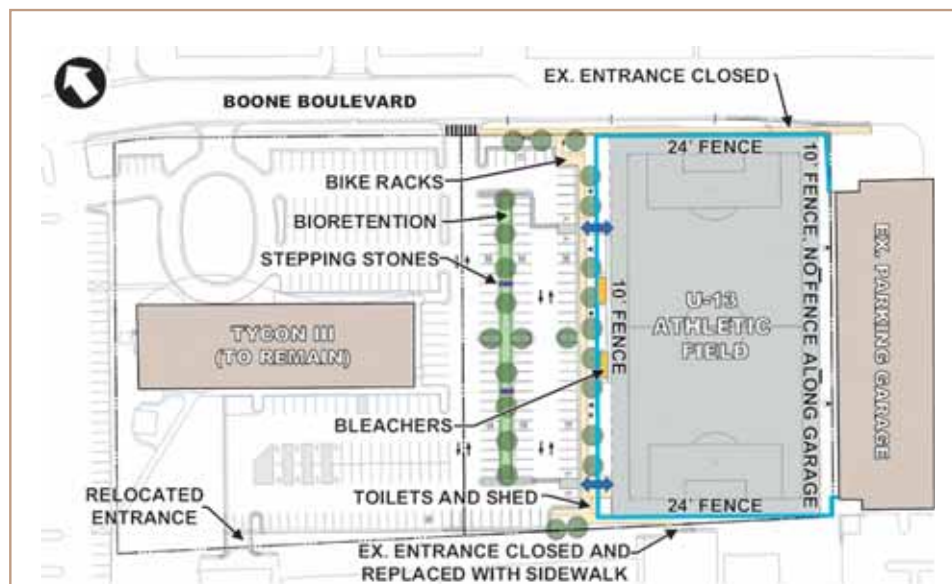 EX. ENTRANCE CLOSED
BOONE BOULEVARD
24' FENCE
BIKE RACKS
BIORETENTION
STEPPING STONES
10' FENCE
10' FENCE, NO FENCE ALONG GARAGE
U-13
ATHLETIC
FIELD
EX. PARKING GARAGE
TYCON III
(TO REMAIN)
BLEACHERS
RELOCATED
ENTRANCE
TOILETS AND SHED
24' FENCE
EX. ENTRANCE CLOSED AND
REPLACED WITH SIDEWALK